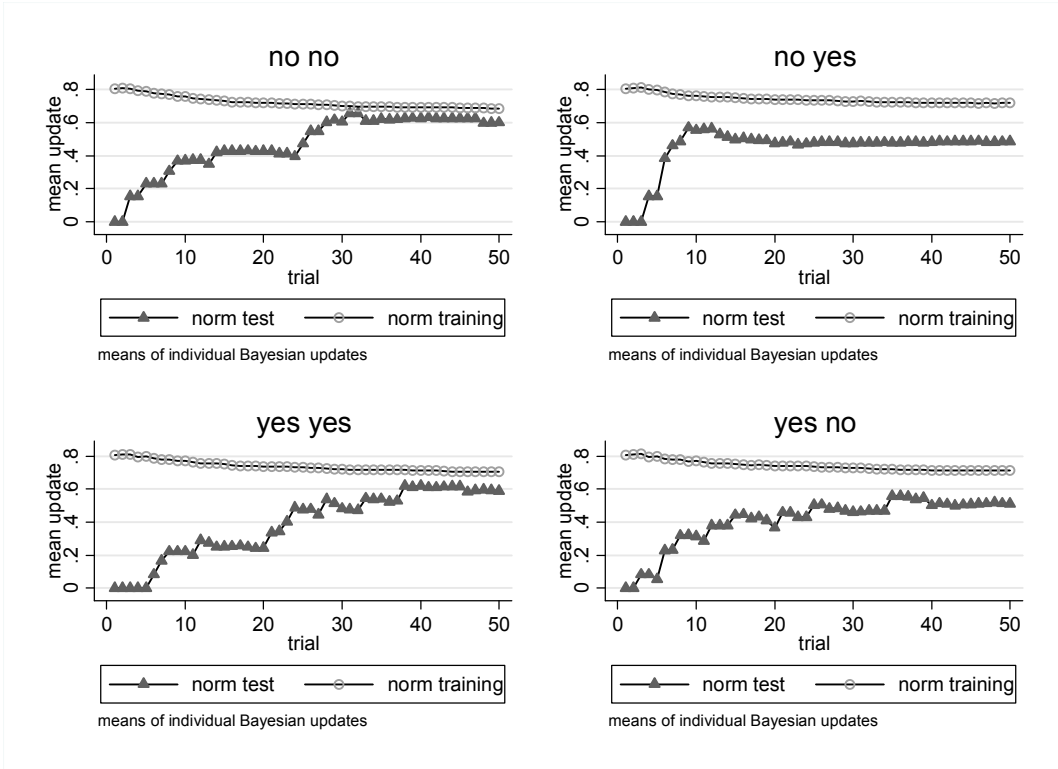 no no
mean update
0 .2 .4 .6 .8
0 10 20 30 40 50
trial
norm test norm training
means of individual Bayesian updates
no yes
mean update
0 .2 .4 .6 .8
0 10 20 30 40 50
trial
norm test norm training
means of individual Bayesian updates
yes yes
mean update
0 .2 .4 .6 .8
0 10 20 30 40 50
trial
norm test norm training
means of individual Bayesian updates
yes no
mean update
0 .2 .4 .6 .8
0 10 20 30 40 50
trial
norm test norm training
means of individual Bayesian updates